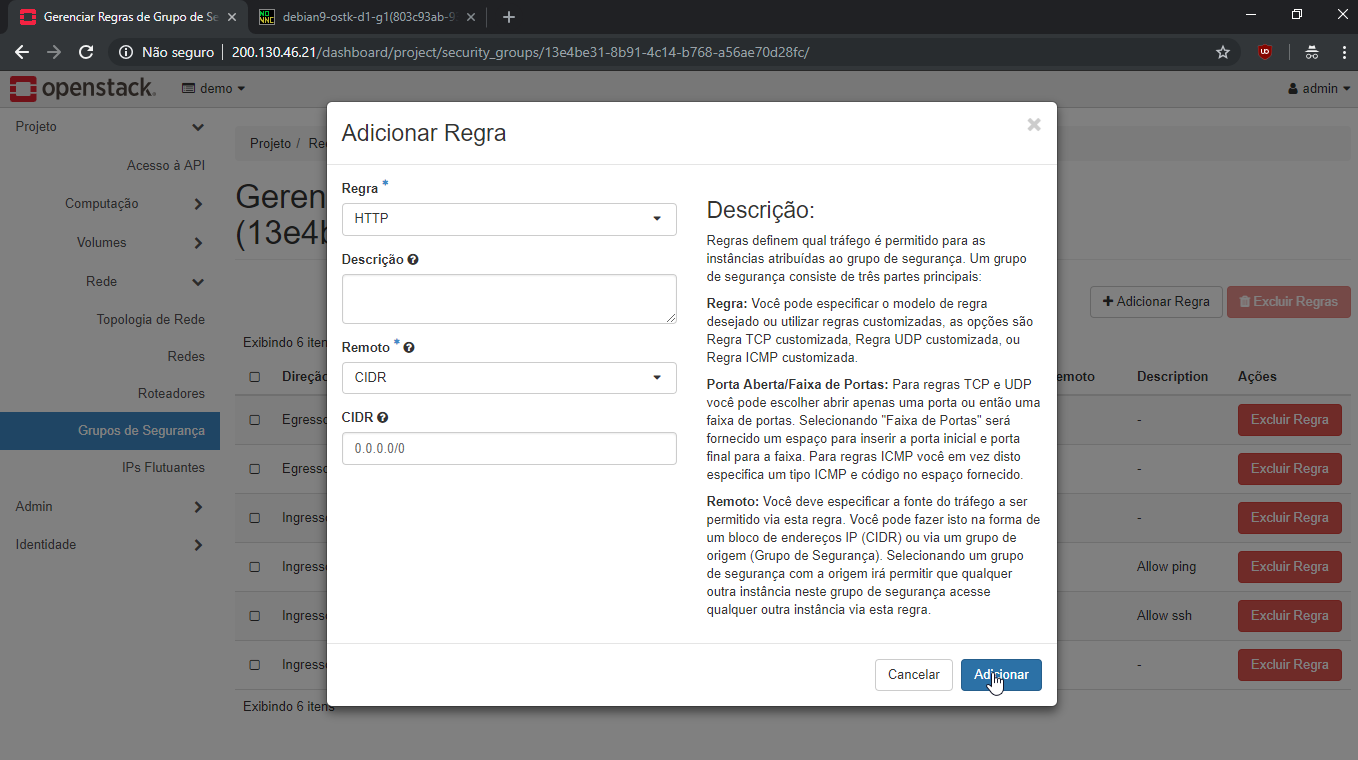 Gerenciar Regras de Grupo de Se
debian9-ostk-d1-g1(803c93ab-9
Não seguro | 200.130.46.21/dashboard/project/security_groups/13e4be31-8b91-4c14-b768-a56ae70d28fc/
openstack. demo admin
Projeto
Acesso à API
Computação
Volumes
Rede
Topologia de Rede
Redes
Roteadores
Grupos de Segurança
IPs Flutuantes
Admin
Identidade
Projeto /
Geren
(13e4b
Adicionar Regra
Excluir Regras
Exibindo 6 iten
Direção
emoto Description Ações
Egresso - Excluir Regra
Egresso - Excluir Regra
Ingresso - Excluir Regra
Ingresso Allow ping Excluir Regra
Ingresso Allow ssh Excluir Regra
Ingresso - Excluir Regra
Exibindo 6 itens
Adicionar Regra
Regra *
HTTP
Descrição
Remoto *
CIDR
CIDR
0.0.0.0/0
Descrição:
Regras definem qual tráfego é permitido para as
instâncias atribuídas ao grupo de segurança. Um grupo
de segurança consiste de três partes principais:
Regra: Você pode especificar o modelo de regra
desejado ou utilizar regras customizadas, as opções são
Regra TCP customizada, Regra UDP customizada, ou
Regra ICMP customizada.
Porta Aberta/Faixa de Portas: Para regras TCP e UDP
você pode escolher abrir apenas uma porta ou então uma
faixa de portas. Selecionando "Faixa de Portas" será
fornecido um espaço para inserir a porta inicial e porta
final para a faixa. Para regras ICMP você em vez disto
especifica um tipo ICMP e código no espaço fornecido.
Remoto: Você deve especificar a fonte do tráfego a ser
permitido via esta regra. Você pode fazer isto na forma de
um bloco de endereços IP (CIDR) ou via um grupo de
origem (Grupo de Segurança). Selecionando um grupo
de segurança com a origem irá permitir que qualquer
outra instância neste grupo de segurança acesse
qualquer outra instância via esta regra.
Cancelar
Adicionar